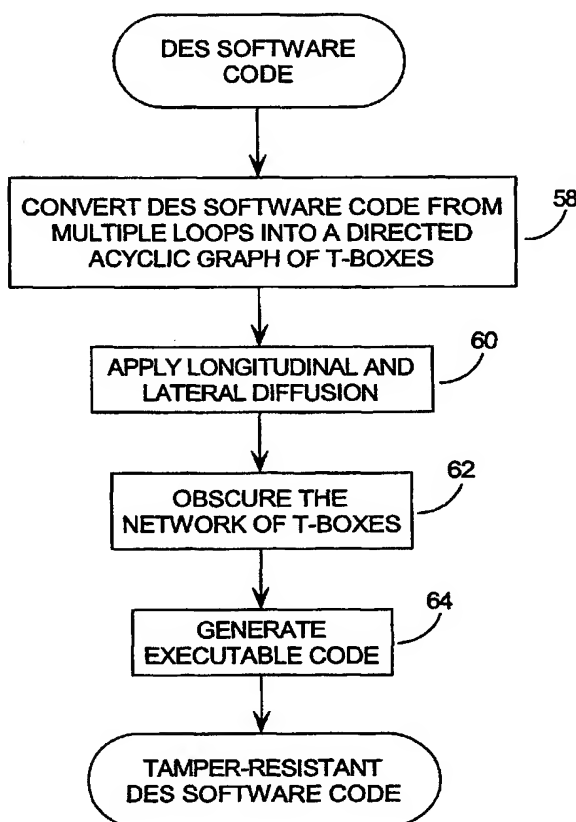 DES SOFTWARE
CODE
CONVERT DES SOFTWARE CODE FROM
MULTIPLE LOOPS INTO A DIRECTED
ACYCLIC GRAPH OF T-BOXES
58
APPLY LONGITUDINAL AND
LATERAL DIFFUSION
60
OBSCURE THE
NETWORK OF T-BOXES
62
GENERATE
EXECUTABLE CODE
64
TAMPER-RESISTANT
DES SOFTWARE CODE